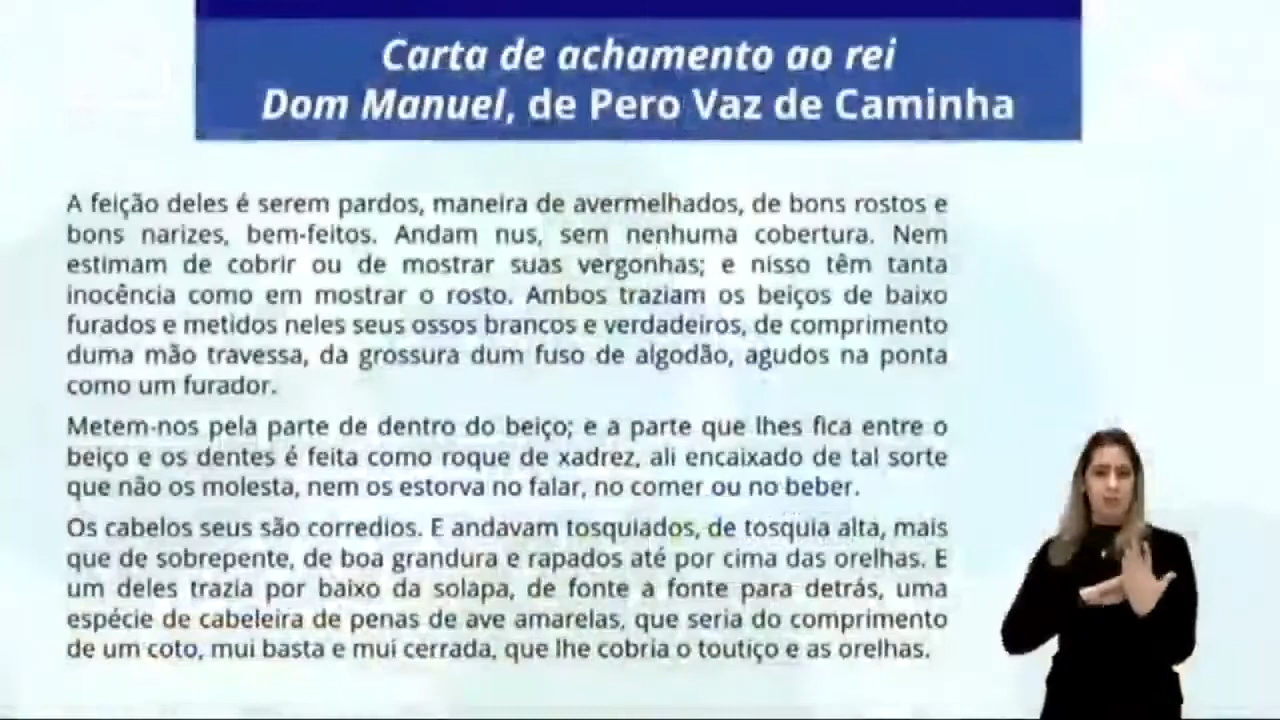 Carta de achamento ao rei
Dom Manuel, de Pero Vaz de Caminha
A feição deles é serem pardos, maneira de avermelhados, de bons rostos e
bons narizes, bem-feitos. Andam nus, sem nenhuma cobertura. Nem
estimam de cobrir ou de mostrar suas vergonhas; e nisso têm tanta
inocência como em mostrar o rosto. Ambos traziam os beiços de baixo
furados e metidos neles seus ossos brancos e verdadeiros, de comprimento
duma mão travessa, da grossura dum fuso de algodão, agudos na ponta
como um furador.
Metem-nos pela parte de dentro do beiço; e a parte que lhes fica entre o
beiço e os dentes é feita como roque de xadrez, ali encaixado de tal sorte
que não os molesta, nem os estorva no falar, no comer ou no beber.
Os cabelos seus são corredios. E andavam tosquiados, de tosquia alta, mais
que de sobrepente, de boa grandura e rapados até por cima das orelhas. E
um deles trazia por baixo da solapa, de fonte a fonte para detrás, uma
espécie de cabeleira de penas de ave amarelas, que seria do comprimento
de um coto, mui basta e mui cerrada, que lhe cobria o toutiço e as orelhas.